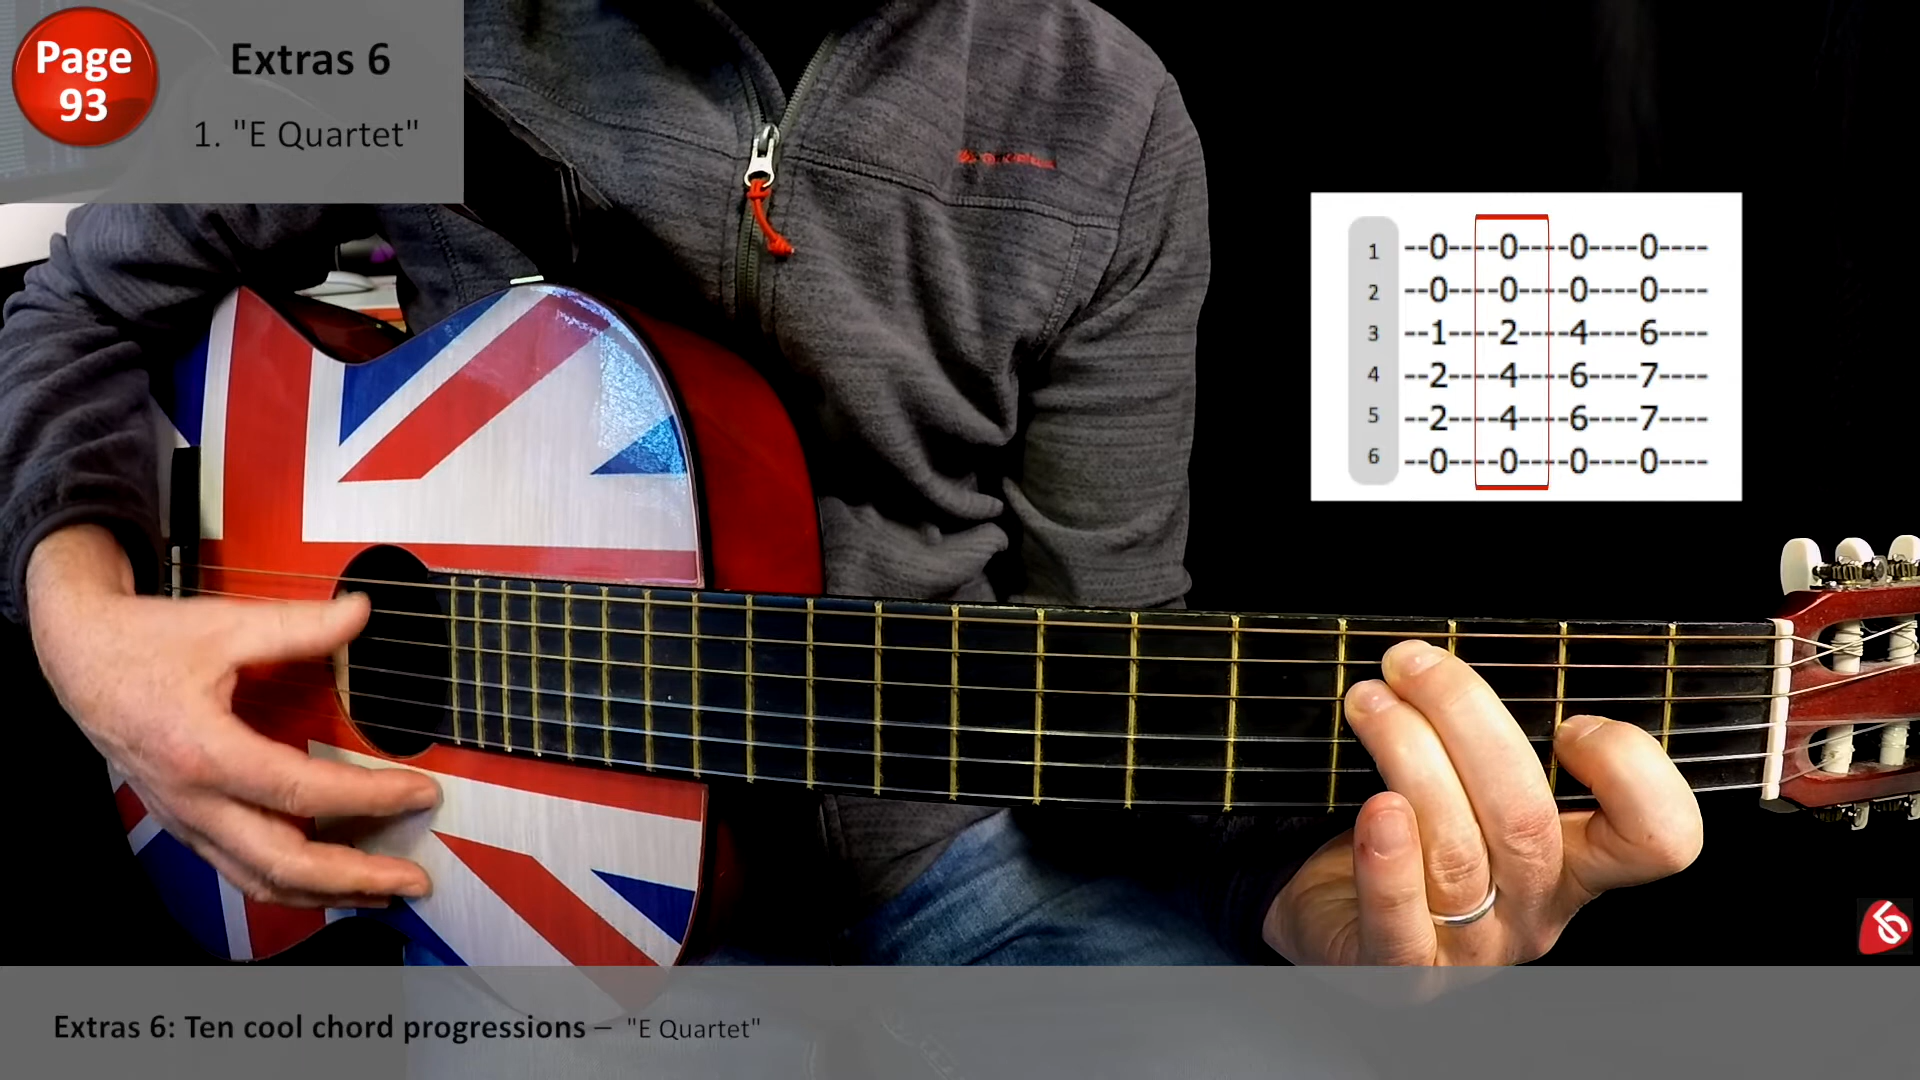 Page
93
Extras 6
1. "E Quartet"
1 --0----0----0----0----
2 --0----0----0----0----
3 --1----2----4----6----
4 --2----4----6----7----
5 --2----4----6----7----
6 --0----0----0----0----
Extras 6: Ten cool chord progressions – "E Quartet"